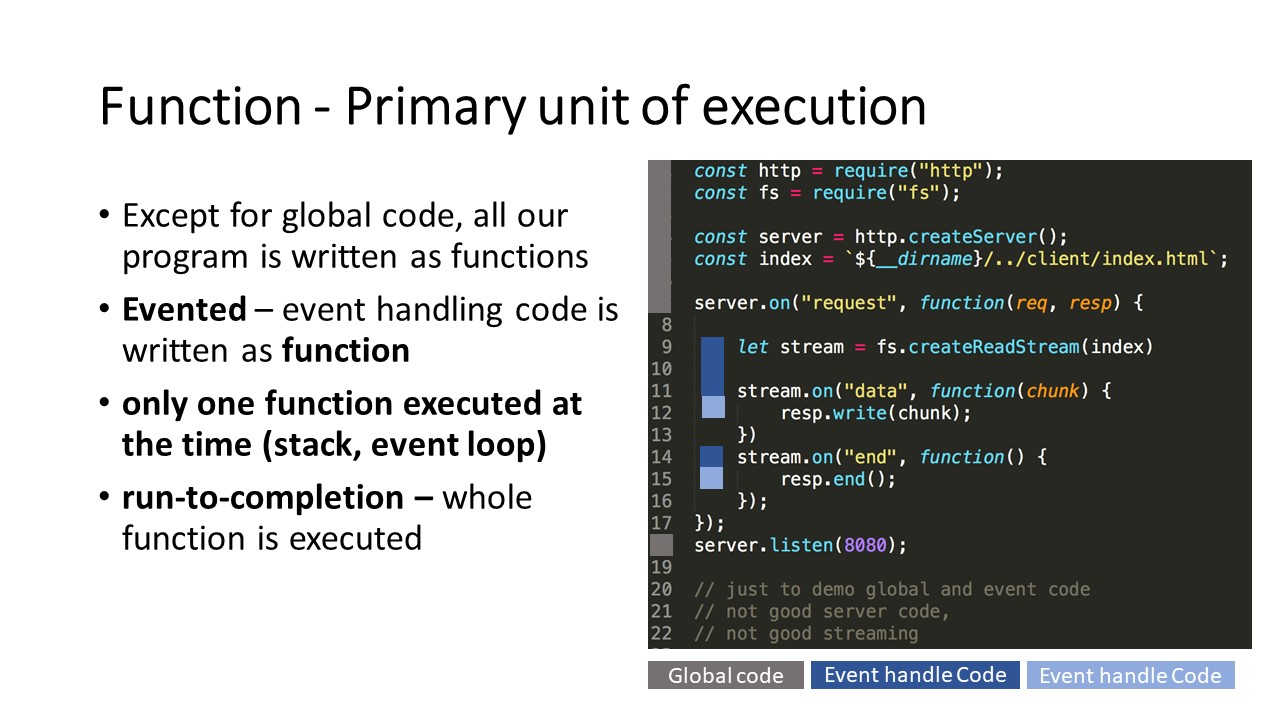 Function - Primary unit of execution
• Except for global code, all our
program is written as functions
• Evented – event handling code is
written as function
• only one function executed at
the time (stack, event loop)
• run-to-completion – whole
function is executed
const http = require("http");
const fs = require("fs");
const server = http.createServer();
const index = `${__dirname}/../client/index.html`;
server.on("request", function(req, resp) {
8
9 let stream = fs.createReadStream(index)
10
11 stream.on("data", function(chunk) {
12 resp.write(chunk);
13 })
14 stream.on("end", function() {
15 resp.end();
16 });
17 });
server.listen(8080);
19
20 // just to demo global and event code
21 // not good server code,
22 // not good streaming
Global code
Event handle Code
Event handle Code